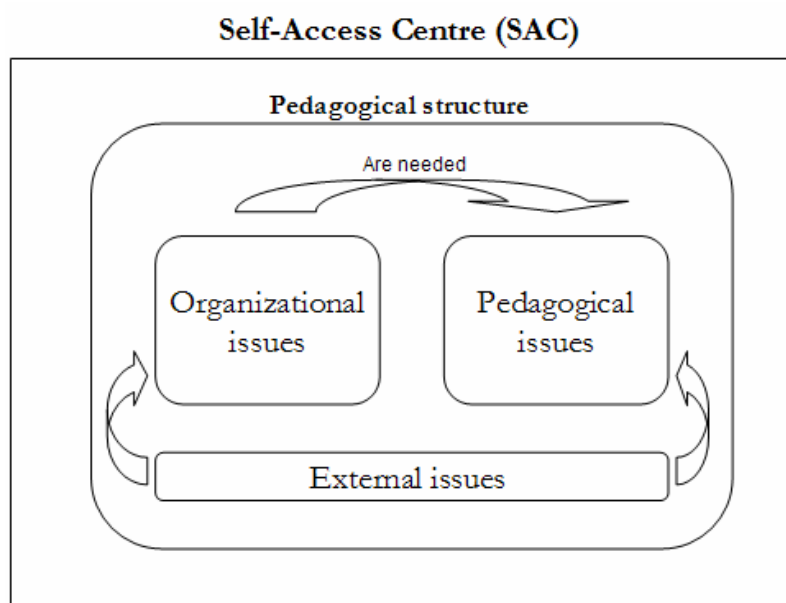 Self-Access Centre (SAC)
Pedagogical structure
Are needed
Organizational
issues
Pedagogical
issues
External issues